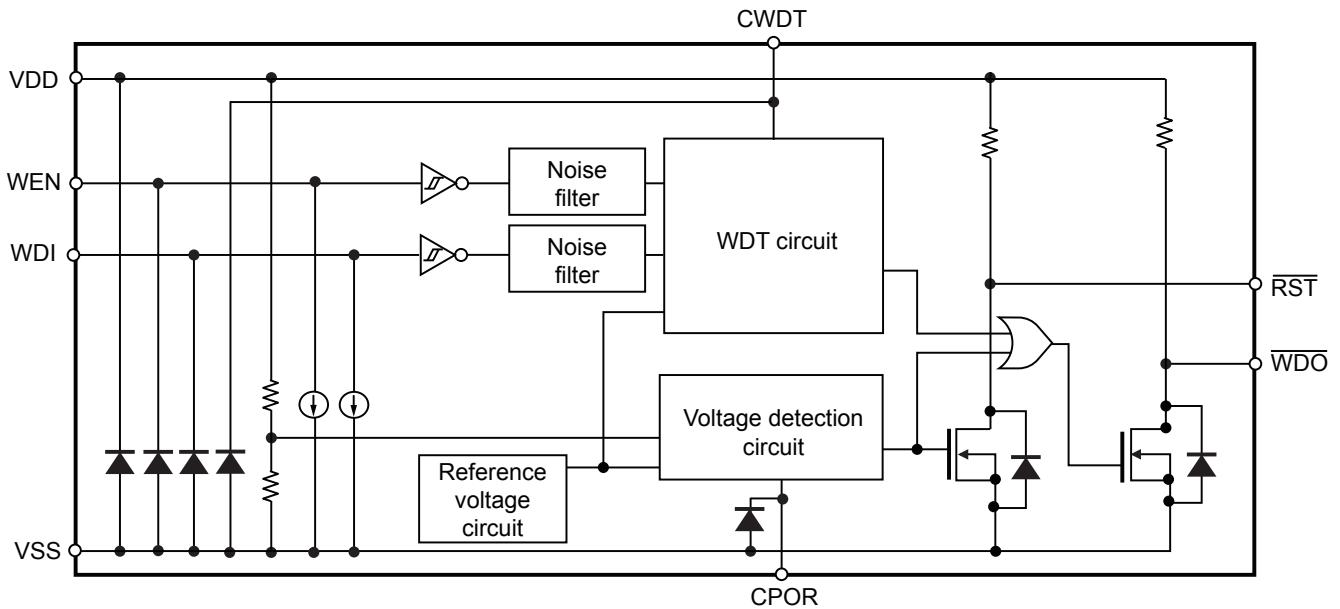 CWDT
VDD
WEN
Noise
filter
WDI
Noise
filter
WDT circuit
RST
WDO
Voltage detection
circuit
Reference
voltage
circuit
VSS
CPOR